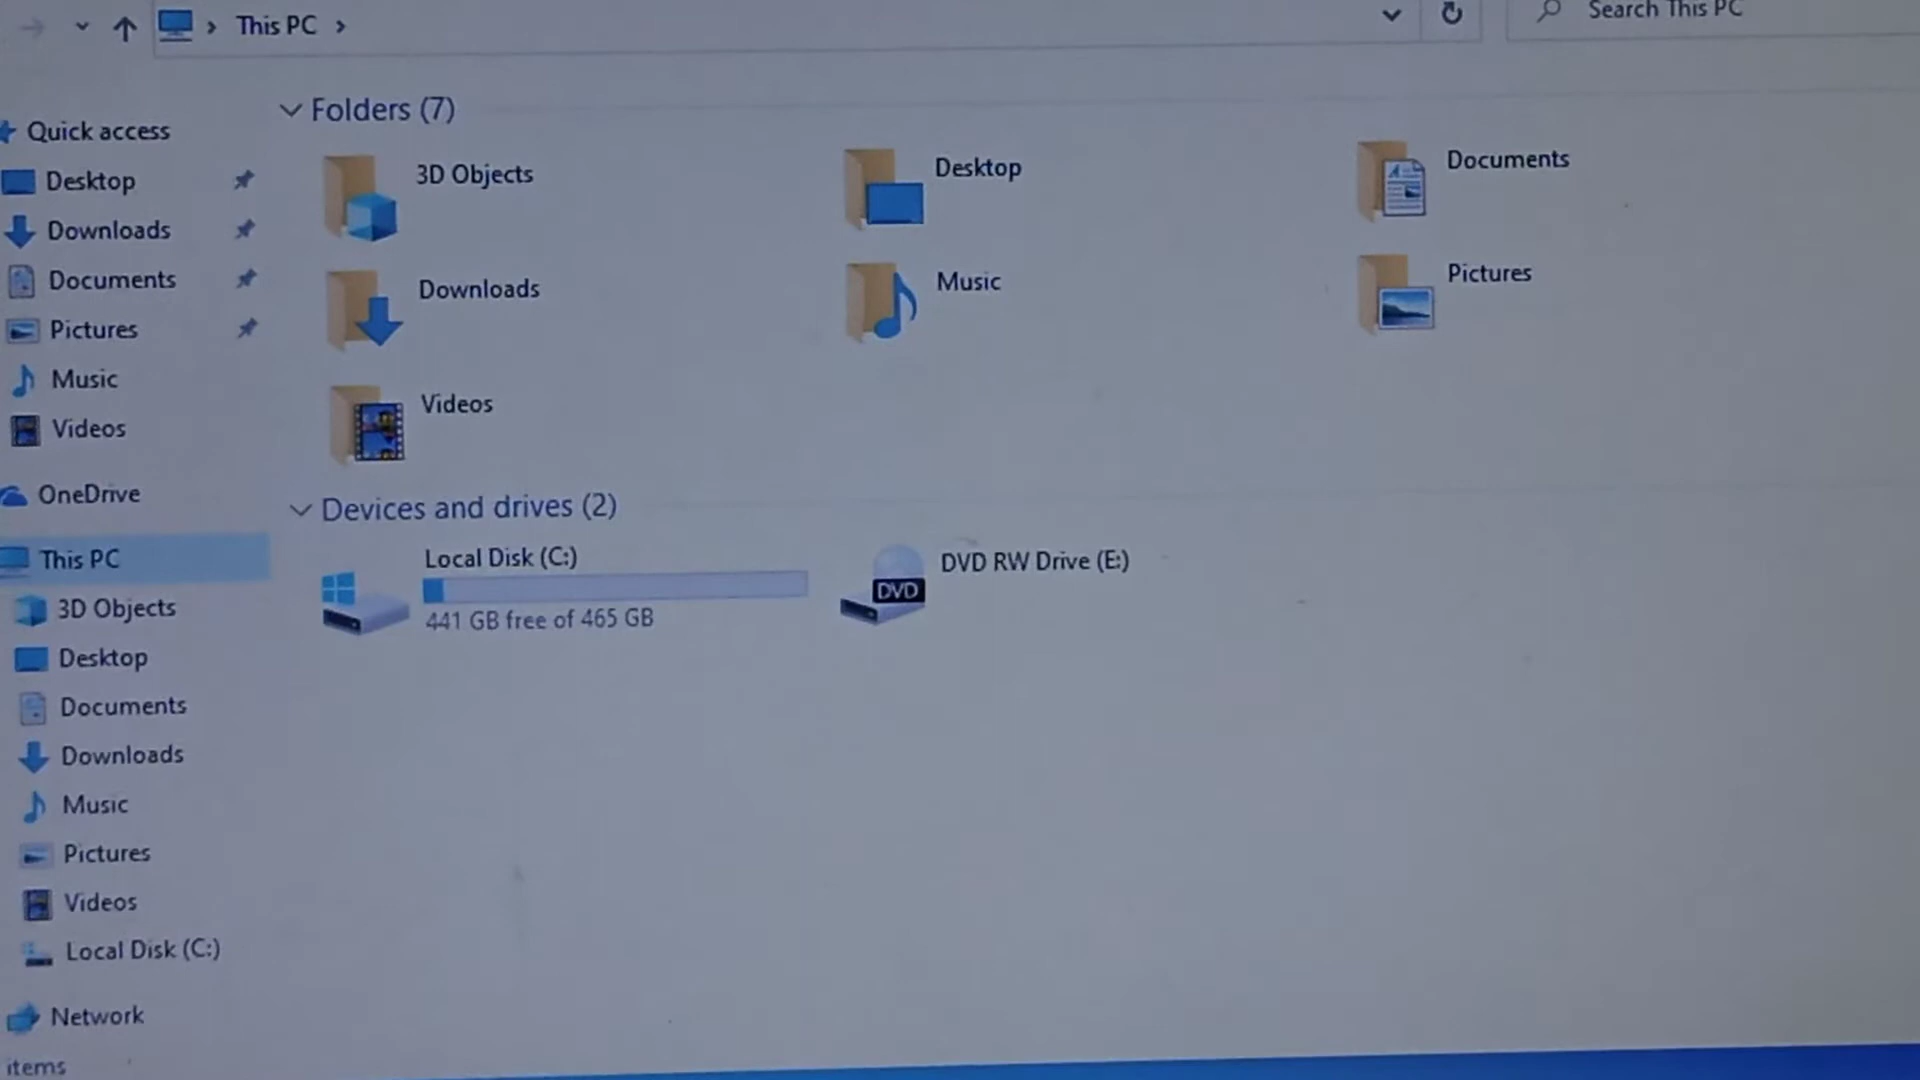 This PC
Search This PC
Quick access
Desktop
Downloads
Documents
Pictures
Music
Videos
OneDrive
This PC
3D Objects
Desktop
Documents
Downloads
Music
Pictures
Videos
Local Disk (C:)
Network
items
Folders (7)
3D Objects
Desktop
Documents
Downloads
Music
Pictures
Videos
Devices and drives (2)
Local Disk (C:)
441 GB free of 465 GB
DVD
DVD RW Drive (E:)